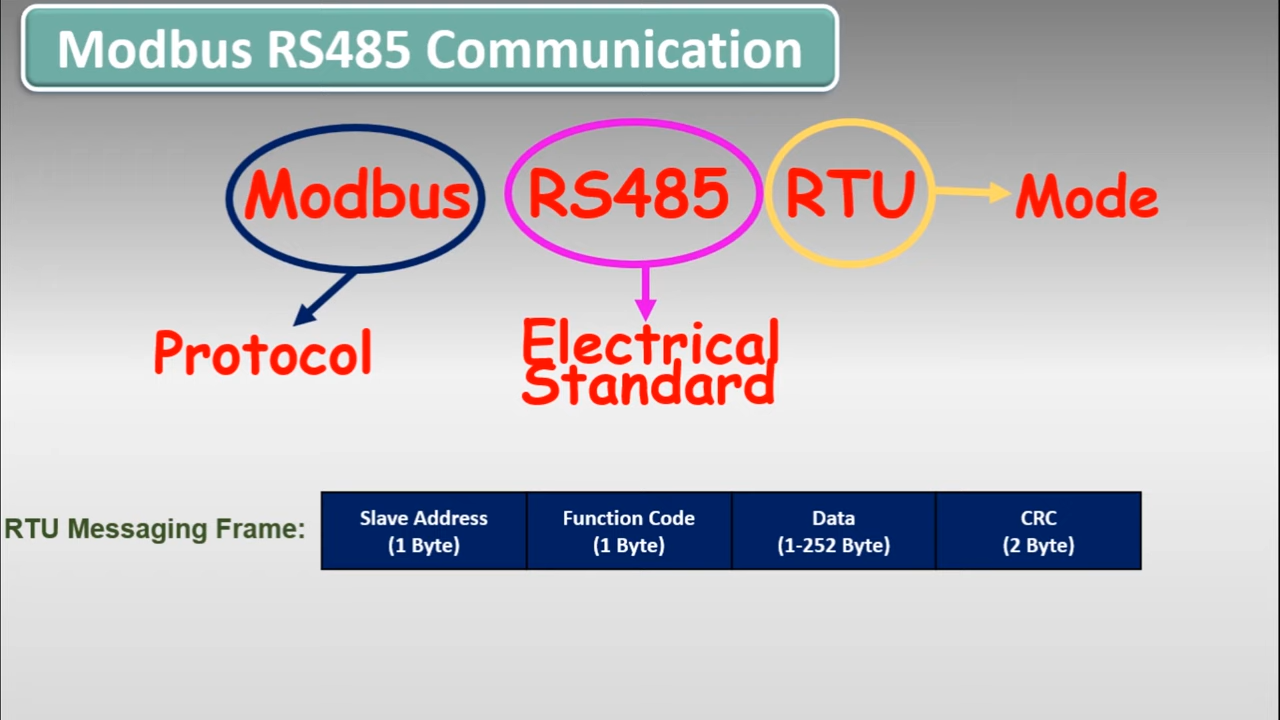 Modbus RS485 Communication
Modbus RS485 RTU Mode
Protocol
Electrical
Standard
RTU Messaging Frame:
Slave Address
(1 Byte)
Function Code
(1 Byte)
Data
(1-252 Byte)
CRC
(2 Byte)